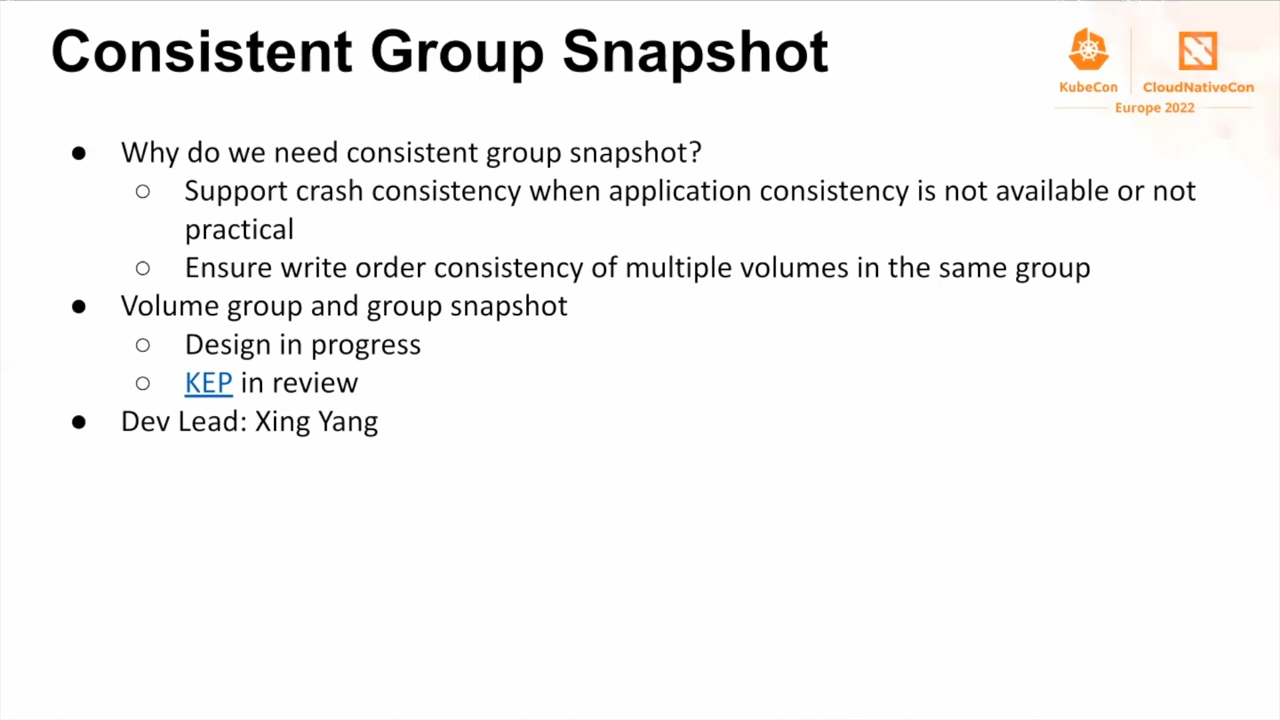 Consistent Group Snapshot
KubeCon
CloudNativeCon
Europe 2022
● Why do we need consistent group snapshot?
○ Support crash consistency when application consistency is not available or not
practical
○ Ensure write order consistency of multiple volumes in the same group
● Volume group and group snapshot
○ Design in progress
○ KEP in review
● Dev Lead: Xing Yang